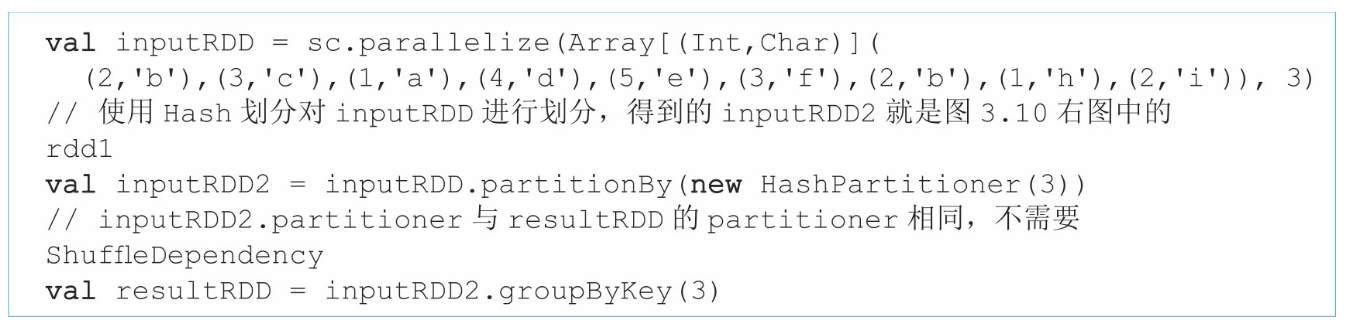 val inputRDD = sc.parallelize(Array[(Int,Char)](
(2,'b'),(3,'c'),(1,'a'),(4,'d'),(5,'e'),(3,'f'),(2,'b'),(1,'h'),(2,'i')), 3)
// 使用 Hash 划分对 inputRDD 进行划分，得到的 inputRDD2 就是图 3.10 右图中的
rdd1
val inputRDD2 = inputRDD.partitionBy(new HashPartitioner(3))
// inputRDD2.partitioner 与 resultRDD 的 partitioner 相同，不需要
ShuffleDependency
val resultRDD = inputRDD2.groupByKey(3)